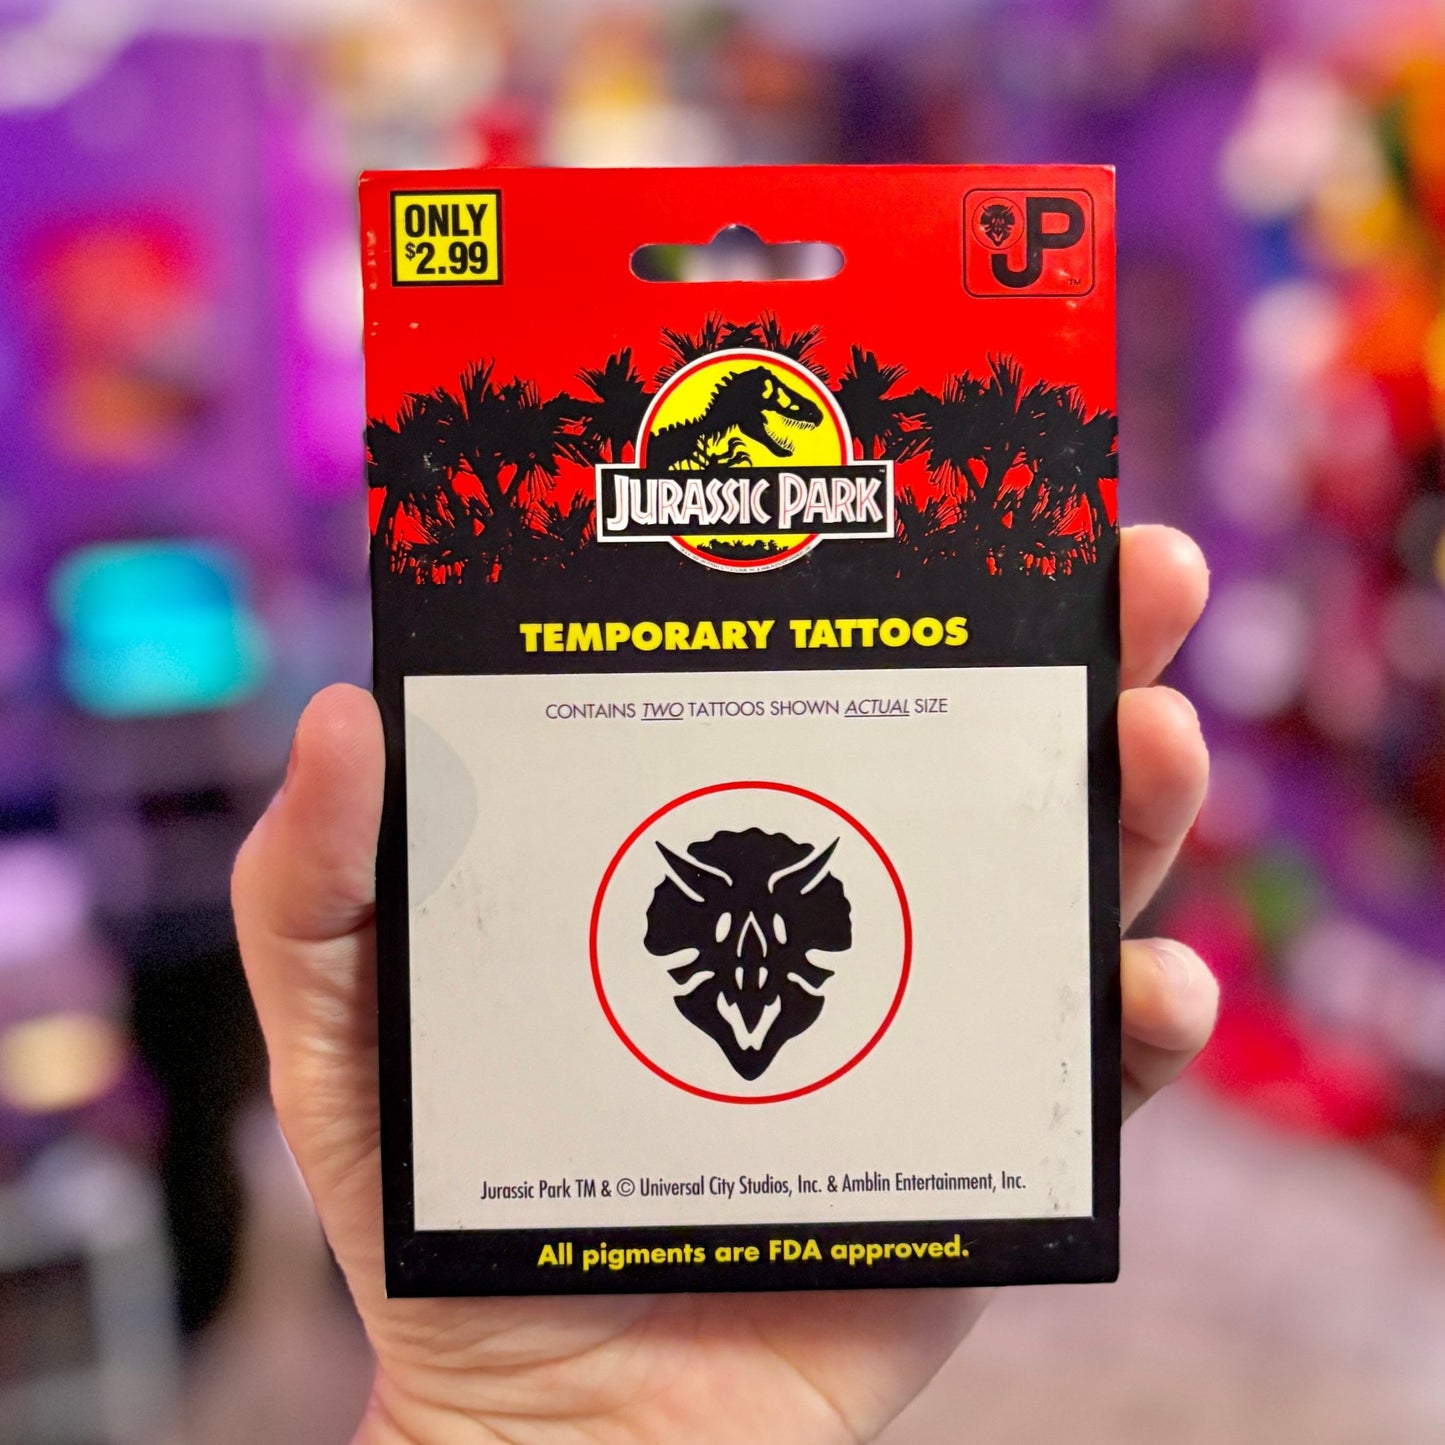 ONLY
$2.99
JP
TM
JURASSIC PARK
TEMPORARY TATTOOS
CONTAINS TWO TATTOOS SHOWN ACTUAL SIZE
Jurassic Park TM & © Universal City Studios, Inc. & Amblin Entertainment, Inc.
All pigments are FDA approved.